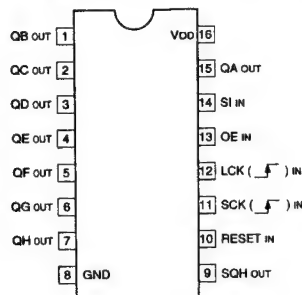 QB OUT 1
QC OUT 2
QD OUT 3
QE OUT 4
QF OUT 5
QG OUT 6
QH OUT 7
8 GND
VDD 16
15 QA OUT
14 SI IN
13 OE IN
12 LCK ( ) IN
11 SCK ( ) IN
10 RESET IN
9 SQH OUT